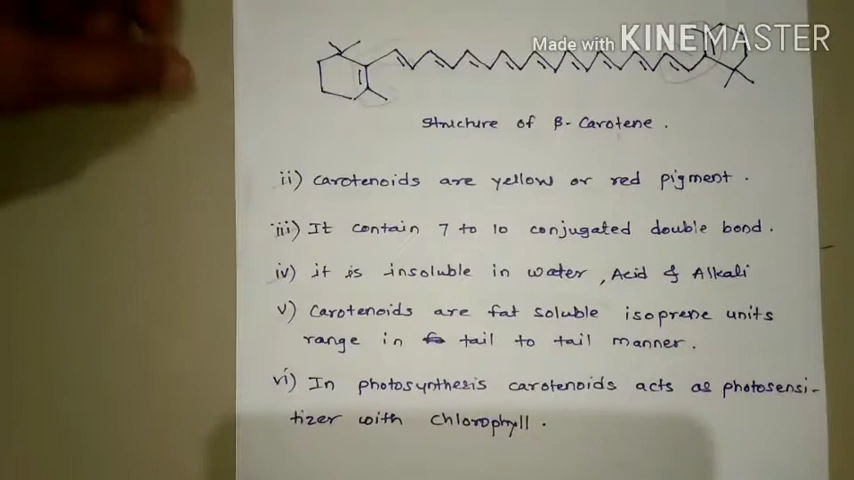 Made with KINEMASTER
Structure of β-Carotene.
ii) Carotenoids are yellow or red pigment.
iii) It contain 7 to 10 conjugated double bond.
iv) it is insoluble in water, Acid & Alkali
v) Carotenoids are fat soluble isoprene units
range in tail to tail manner.
vi) In photosynthesis carotenoids acts as photosensi-
tizer with chlorophyll.